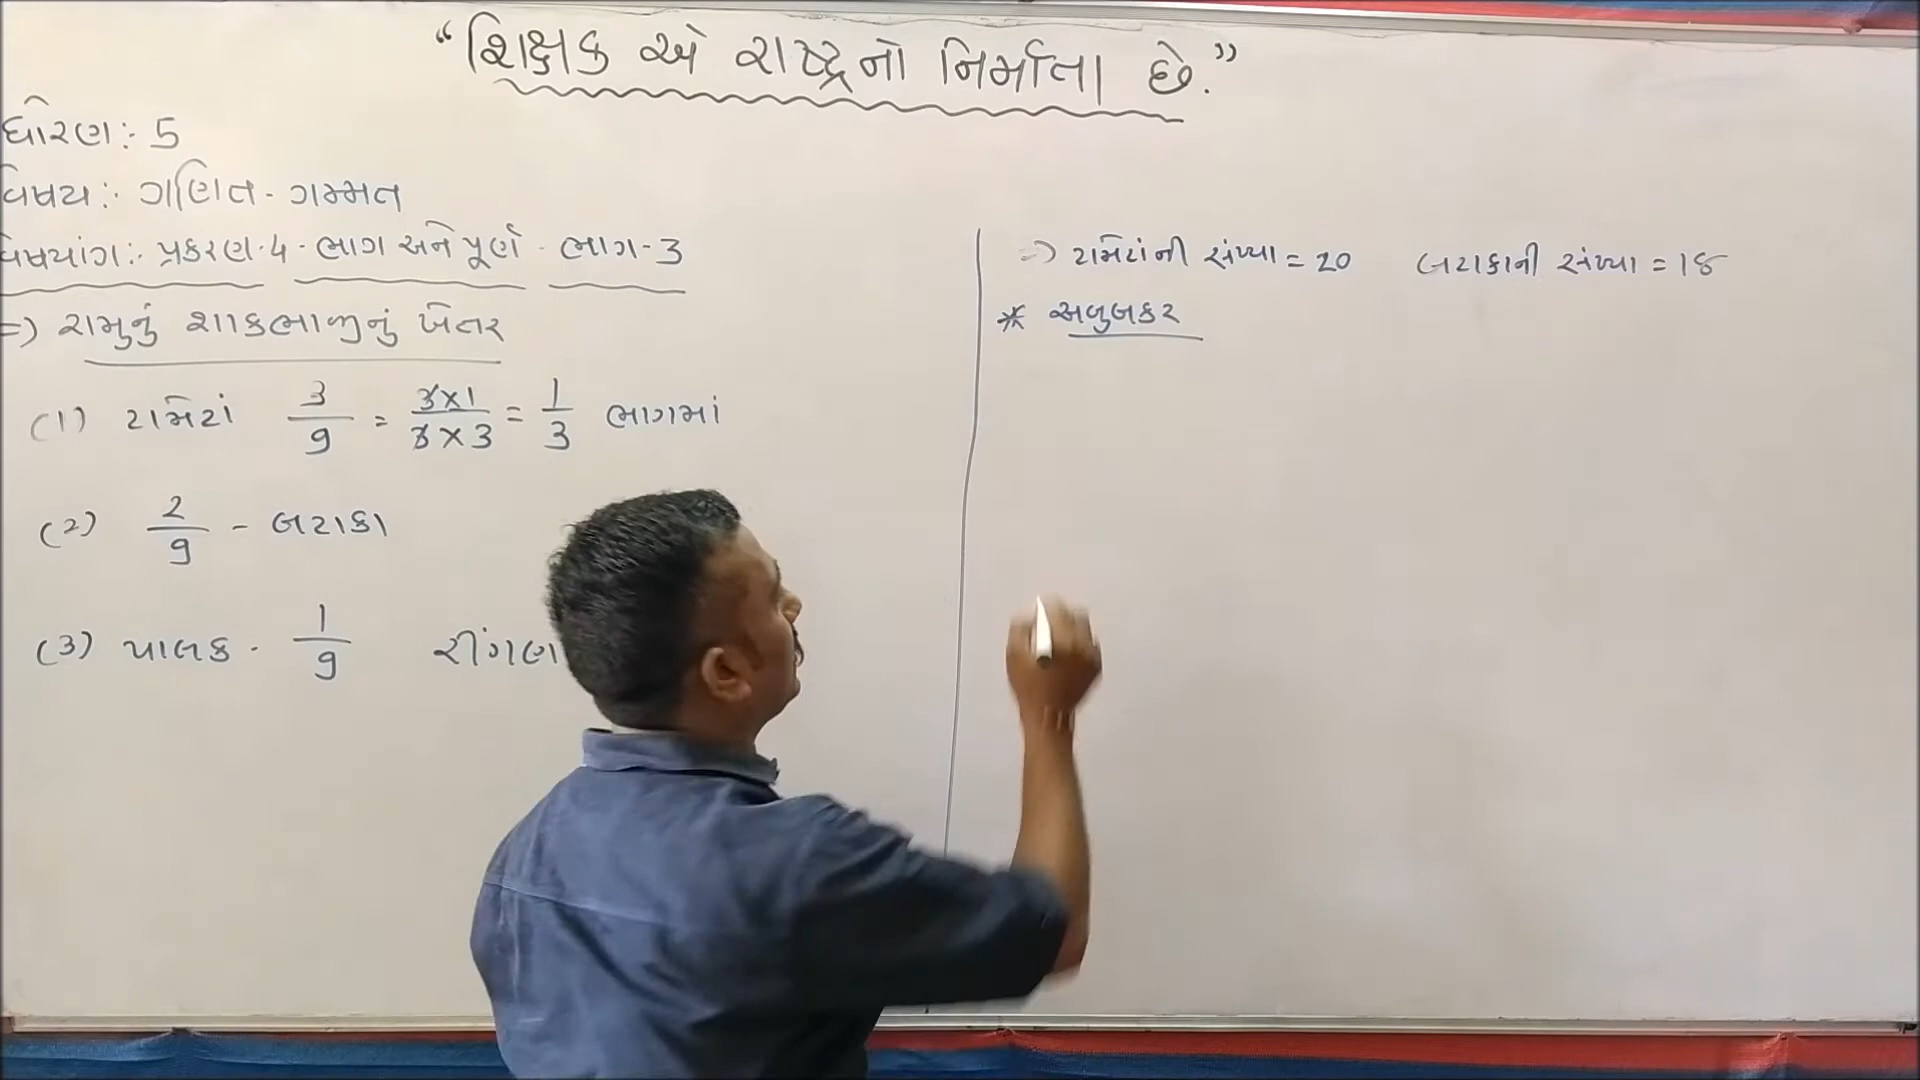 “શિક્ષક એ રાષ્ટ્રનો નિર્માતા છે.”
ધોરણ:- 5
વિષય:- ગણિત - ગમ્મત
વિષયાંગ:- પ્રકરણ-4 - ભાગ અને પૂર્ણ - ભાગ-3
=) રામુનું શાકભાજીનું ખેતર
(1) ટામેટાં 3/9 = 3×1/3×3 = 1/3 ભાગમાં
(2) 2/9 - બટાકા
(3) પાલક - 1/9 રીંગણ
=) ટામેટાંની સંખ્યા = 20 બટાકાની સંખ્યા = 18
* અબુબકર